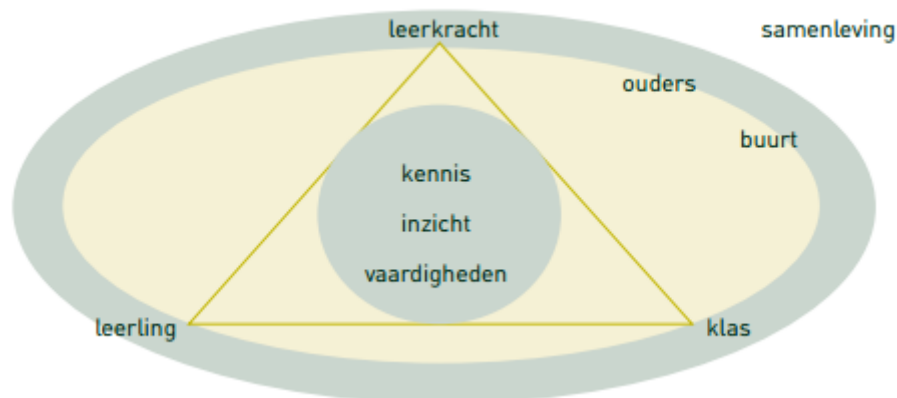 leerkracht
samenleving
ouders
buurt
kennis
inzicht
vaardigheden
leerling
klas